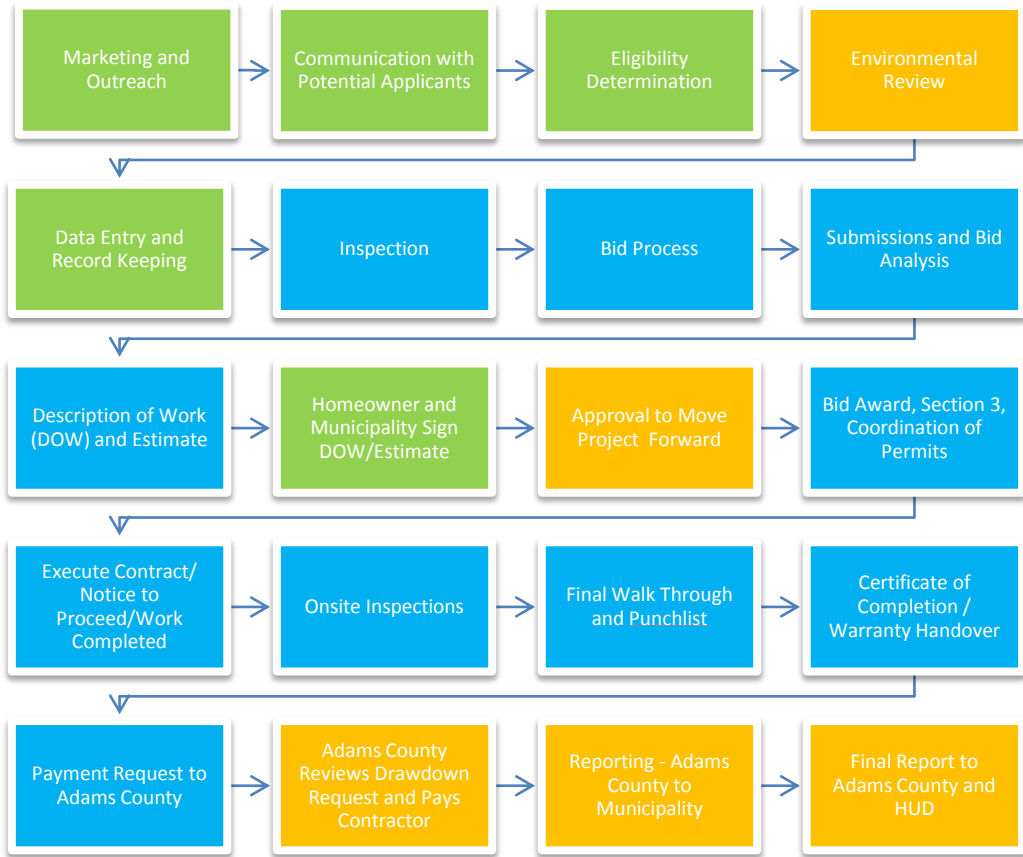 Marketing and
Outreach
Communication with
Potential Applicants
Eligibility
Determination
Environmental
Review
Data Entry and
Record Keeping
Inspection
Bid Process
Submissions and Bid
Analysis
Description of Work
(DOW) and Estimate
Homeowner and
Municipality Sign
DOW/Estimate
Approval to Move
Project Forward
Bid Award, Section 3,
Coordination of
Permits
Execute Contract/
Notice to
Proceed/Work
Completed
Onsite Inspections
Final Walk Through
and Punchlist
Certificate of
Completion /
Warranty Handover
Payment Request to
Adams County
Adams County
Reviews Drawdown
Request and Pays
Contractor
Reporting - Adams
County to
Municipality
Final Report to
Adams County and
HUD